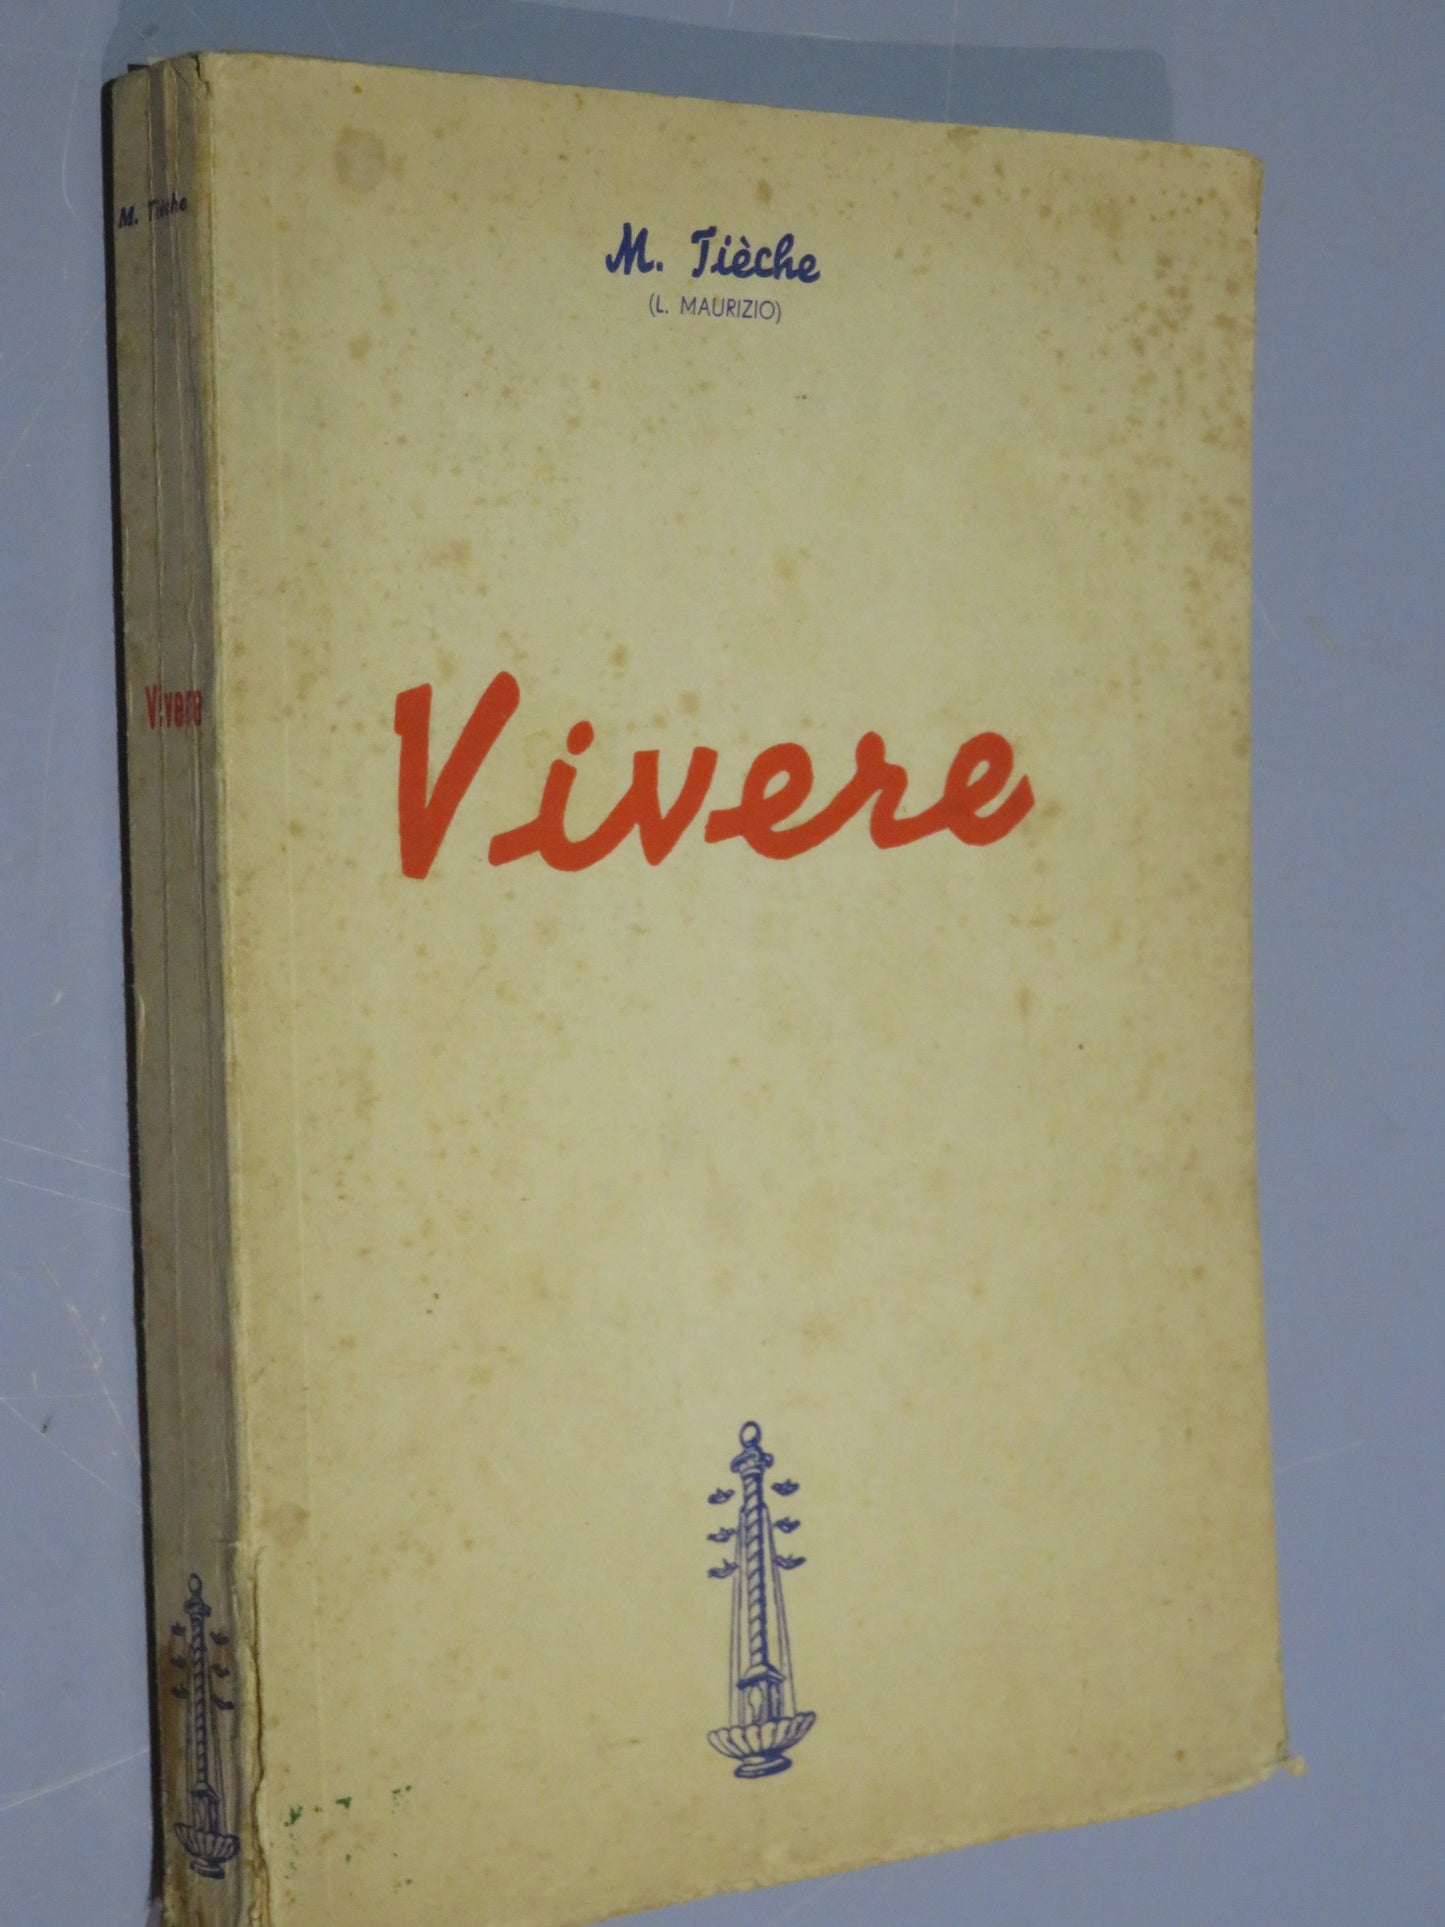 M. Tièche
(L. MAURIZIO)
Vivere
M. Tièche
Vivere